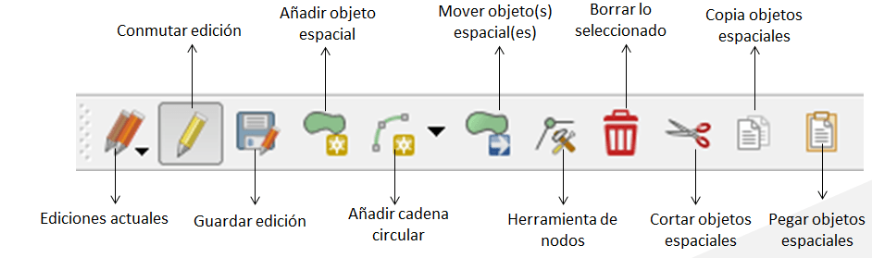 Conmutar edición
Añadir objeto
espacial
Mover objeto(s)
espacial(es)
Borrar lo
seleccionado
Copia objetos
espaciales
Ediciones actuales
Guardar edición
Añadir cadena
circular
Herramienta de
nodos
Cortar objetos
espaciales
Pegar objetos
espaciales